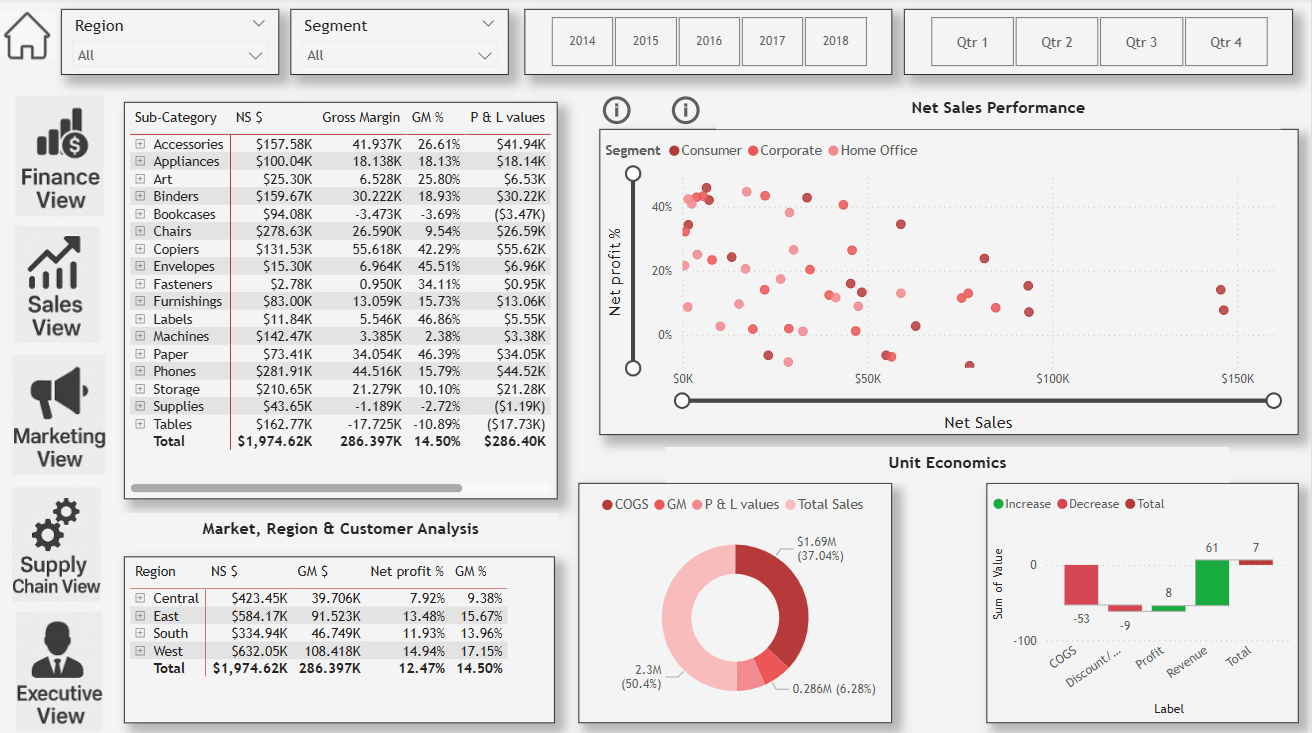 Region
All
Segment
All
2014 2015 2016 2017 2018
Qtr 1 Qtr 2 Qtr 3 Qtr 4
Finance
View
Sales
View
Marketing
View
Supply
Chain View
Executive
View
Sub-Category NS $ Gross Margin GM % P & L values
Accessories $157.58K 41.937K 26.61% $41.94K
Appliances $100.04K 18.138K 18.13% $18.14K
Art $25.30K 6.528K 25.80% $6.53K
Binders $159.67K 30.222K 18.93% $30.22K
Bookcases $94.08K -3.473K -3.69% ($3.47K)
Chairs $278.63K 26.590K 9.54% $26.59K
Copiers $131.53K 55.618K 42.29% $55.62K
Envelopes $15.30K 6.964K 45.51% $6.96K
Fasteners $2.78K 0.950K 34.11% $0.95K
Furnishings $83.00K 13.059K 15.73% $13.06K
Labels $11.84K 5.546K 46.86% $5.55K
Machines $142.47K 3.385K 2.38% $3.38K
Paper $73.41K 34.054K 46.39% $34.05K
Phones $281.91K 44.516K 15.79% $44.52K
Storage $210.65K 21.279K 10.10% $21.28K
Supplies $43.65K -1.189K -2.72% ($1.19K)
Tables $162.77K -17.725K -10.89% ($17.73K)
Total $1,974.62K 286.397K 14.50% $286.40K
Net Sales Performance
Segment Consumer Corporate Home Office
Net profit %
40%
20%
0%
$0K $50K $100K $150K
Net Sales
Market, Region & Customer Analysis
Region NS $ GM $ Net profit % GM %
Central $423.45K 39.706K 7.92% 9.38%
East $584.17K 91.523K 13.48% 15.67%
South $334.94K 46.749K 11.93% 13.96%
West $632.05K 108.418K 14.94% 17.15%
Total $1,974.62K 286.397K 12.47% 14.50%
Unit Economics
COGS GM P & L values Total Sales
$1.69M
(37.04%)
2.3M
(50.4%)
0.286M (6.28%)
Increase Decrease Total
Sum of Value
0
-100
-53
-9
8
61
7
COGS
Discount/...
Profit
Revenue
Total
Label